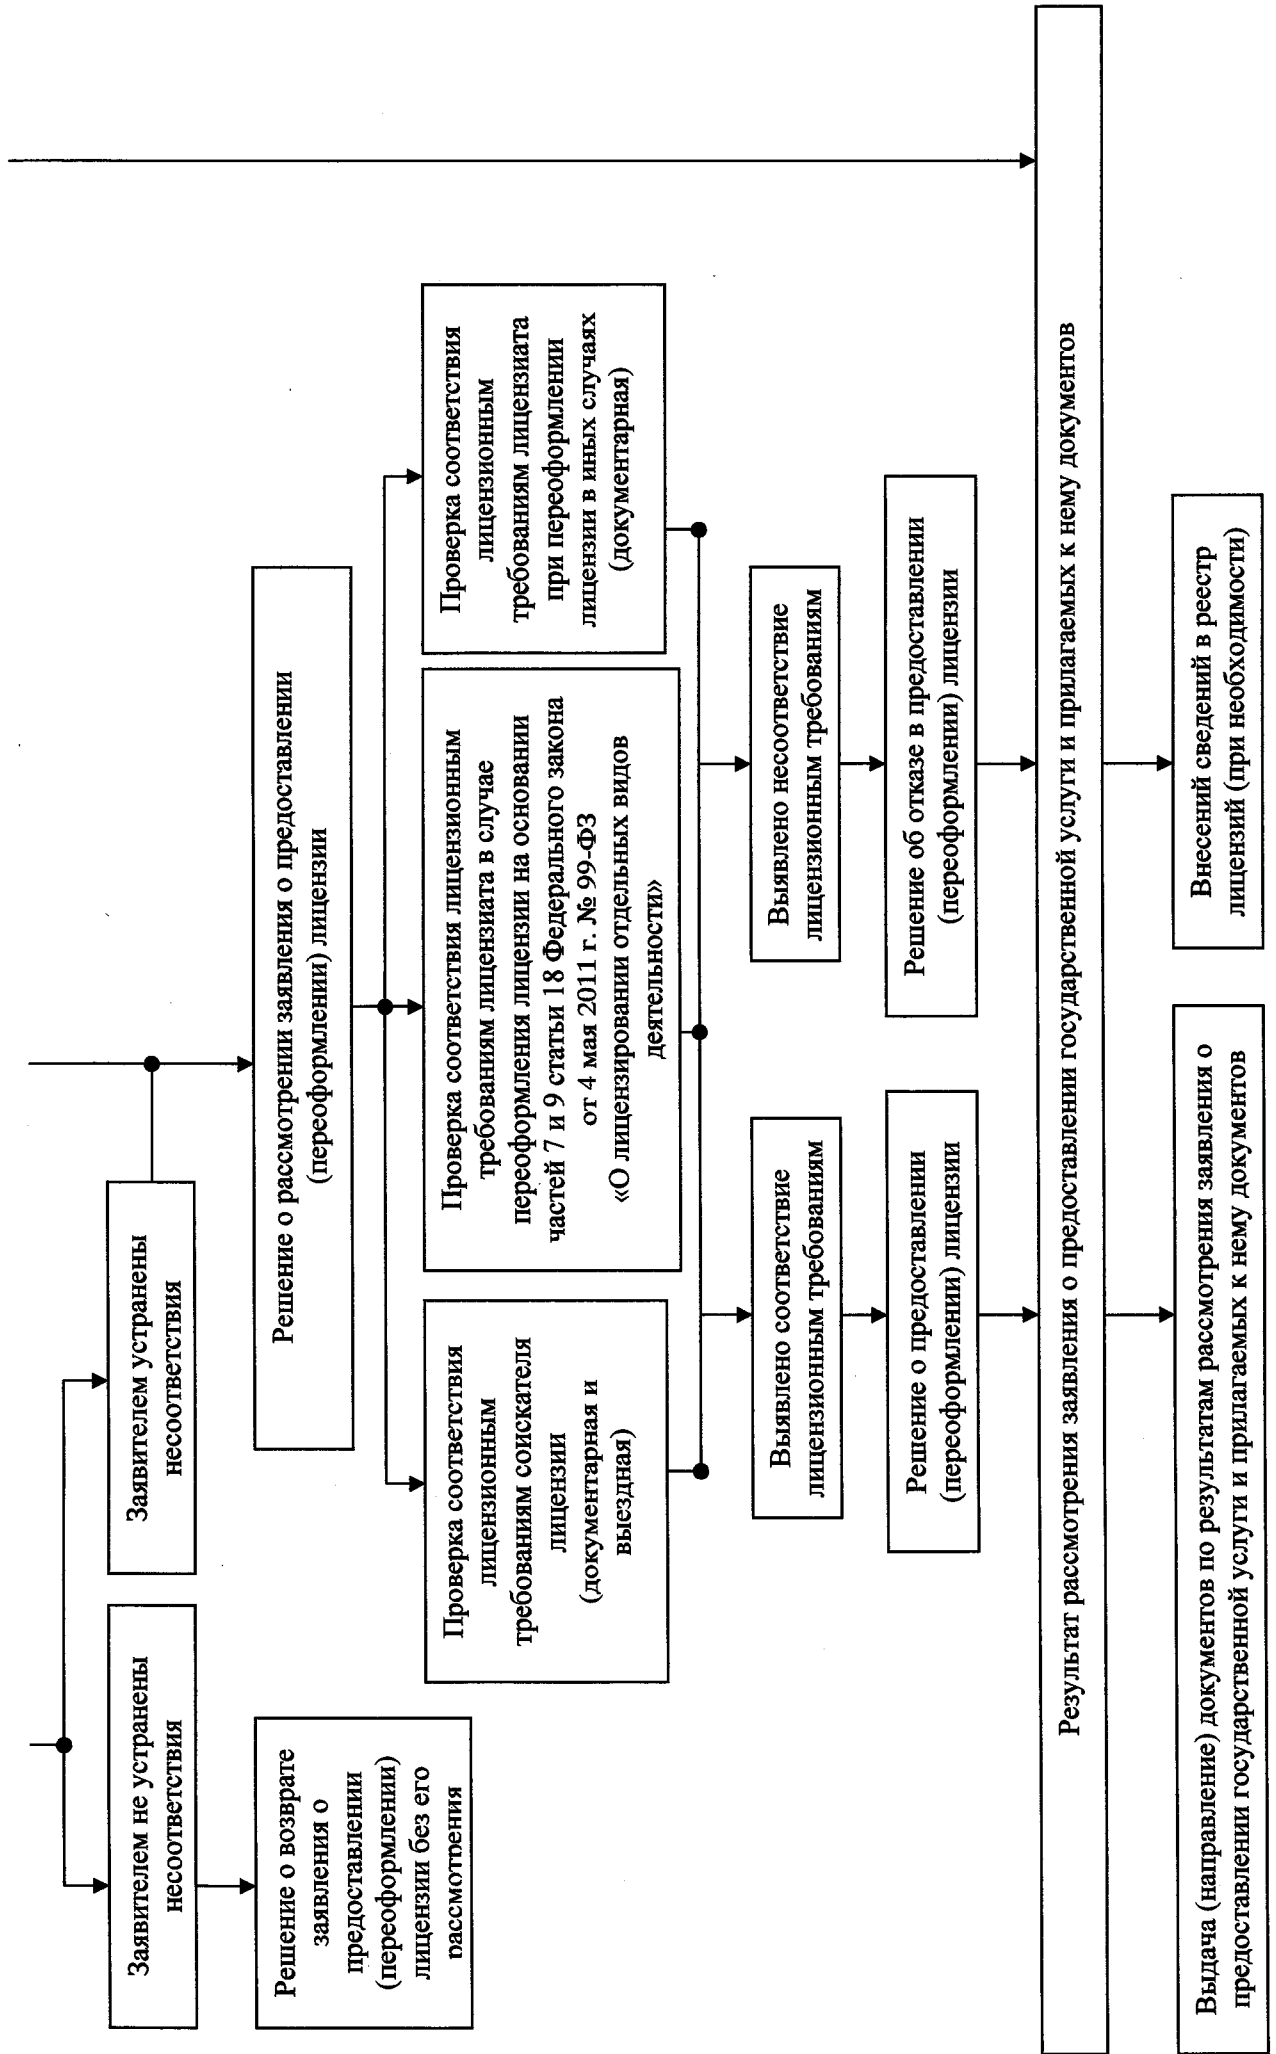 Заявителем не устранены
несоответствия
Заявителем устранены
несоответствия
Решение о возврате
заявления о
предоставлении
(переоформлении)
лицензии без его
рассмотрения
Решение о рассмотрении заявления о предоставлении
(переоформлении) лицензии
Проверка соответствия
лицензионным
требованиям соискателя
лицензии
(документарная и
выездная)
Проверка соответствия лицензионным
требованиям лицензиата в случае
переоформления лицензии на основании
частей 7 и 9 статьи 18 Федерального закона
от 4 мая 2011 г. № 99-ФЗ
«О лицензировании отдельных видов
деятельности»
Проверка соответствия
лицензионным
требованиям лицензиата
при переоформлении
лицензии в иных случаях
(документарная)
Выявлено соответствие
лицензионным требованиям
Выявлено несоответствие
лицензионным требованиям
Решение о предоставлении
(переоформлении) лицензии
Решение об отказе в предоставлении
(переоформлении) лицензии
Результат рассмотрения заявления о предоставлении государственной услуги и прилагаемых к нему документов
Выдача (направление) документов по результатам рассмотрения заявления о
предоставлении государственной услуги и прилагаемых к нему документов
Внесений сведений в реестр
лицензий (при необходимости)